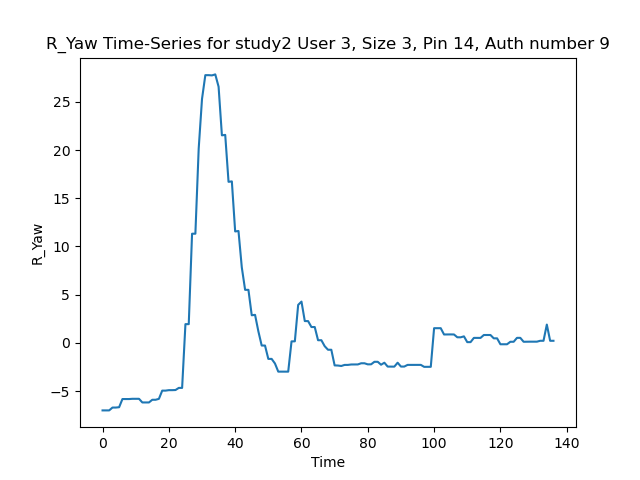 R_Yaw Time-Series for study2 User 3, Size 3, Pin 14, Auth number 9
25
20
15
10
5
0
−5
R_Yaw
0 20 40 60 80 100 120 140
Time